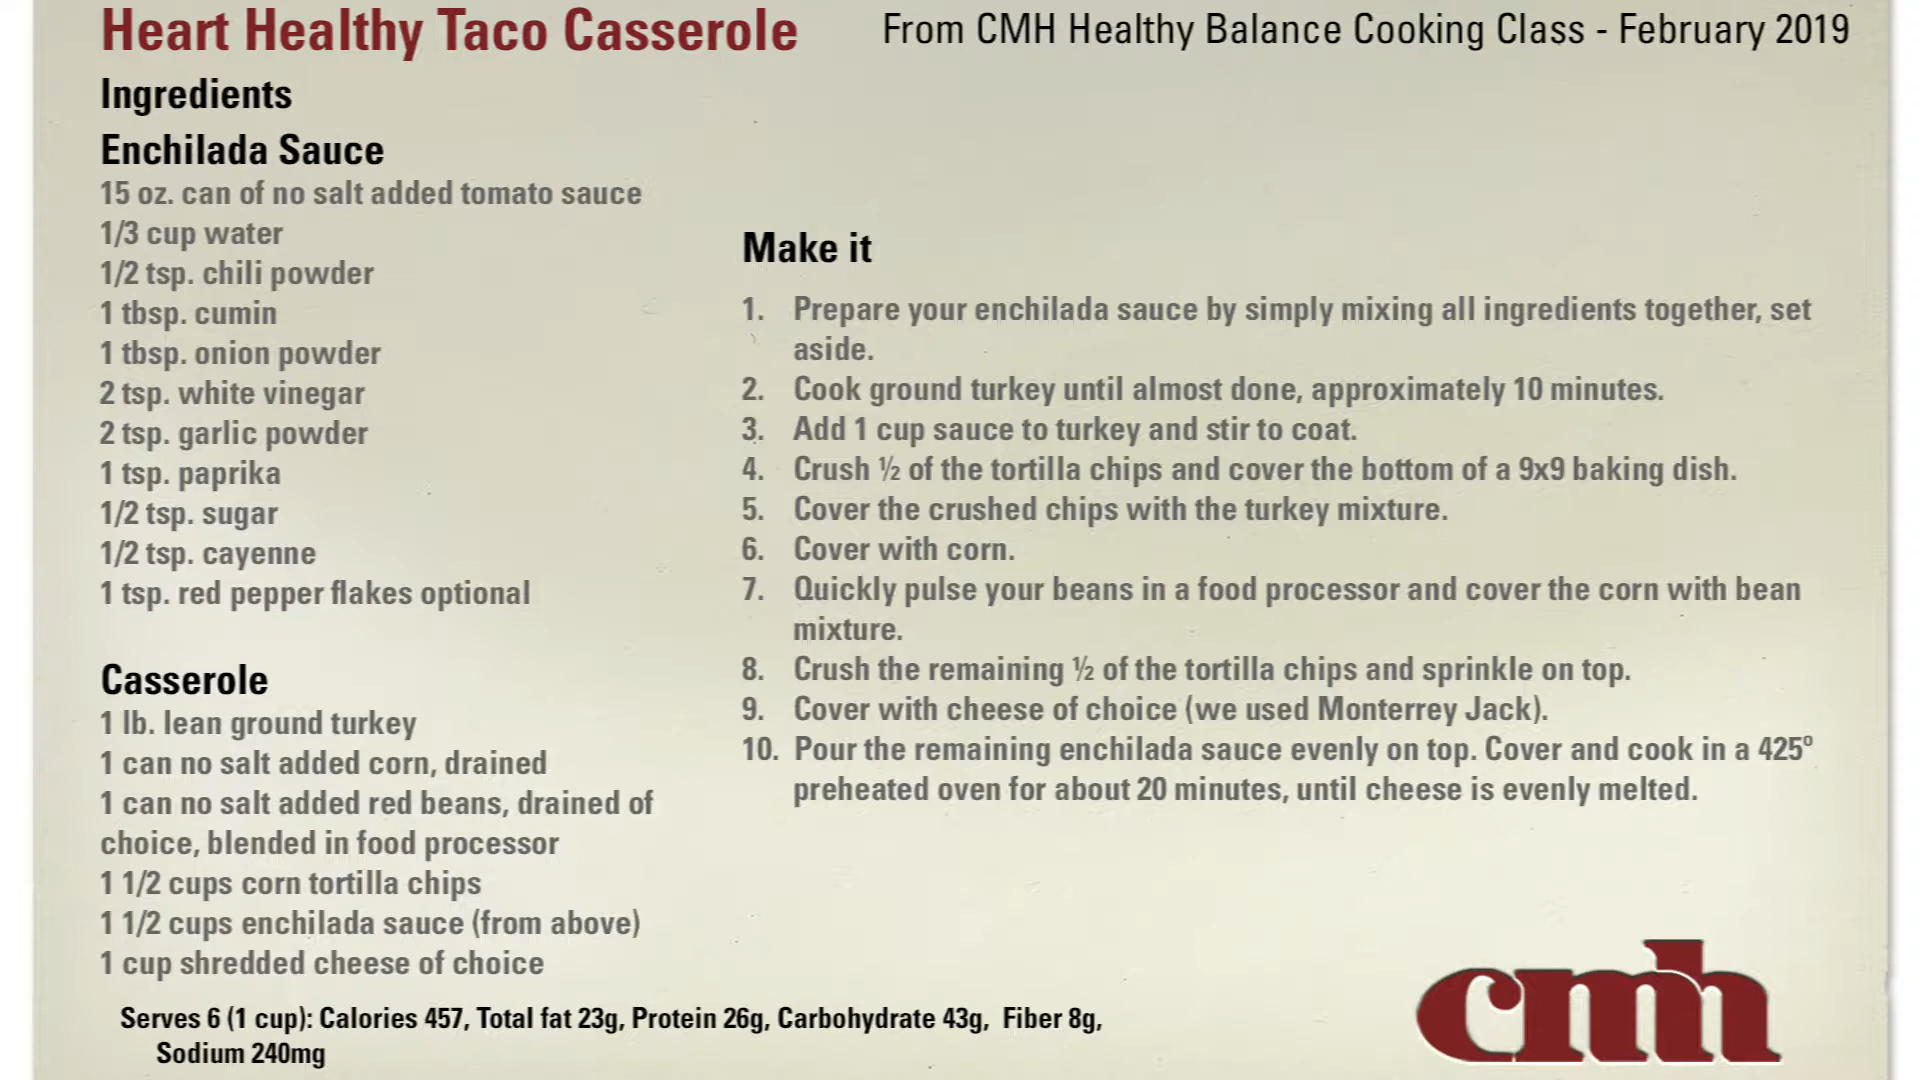 Heart Healthy Taco Casserole
From CMH Healthy Balance Cooking Class - February 2019
Ingredients
Enchilada Sauce
15 oz. can of no salt added tomato sauce
1/3 cup water
1/2 tsp. chili powder
1 tbsp. cumin
1 tbsp. onion powder
2 tsp. white vinegar
2 tsp. garlic powder
1 tsp. paprika
1/2 tsp. sugar
1/2 tsp. cayenne
1 tsp. red pepper flakes optional
Casserole
1 lb. lean ground turkey
1 can no salt added corn, drained
1 can no salt added red beans, drained of
choice, blended in food processor
1 1/2 cups corn tortilla chips
1 1/2 cups enchilada sauce (from above)
1 cup shredded cheese of choice
Make it
1. Prepare your enchilada sauce by simply mixing all ingredients together, set
aside.
2. Cook ground turkey until almost done, approximately 10 minutes.
3. Add 1 cup sauce to turkey and stir to coat.
4. Crush ½ of the tortilla chips and cover the bottom of a 9x9 baking dish.
5. Cover the crushed chips with the turkey mixture.
6. Cover with corn.
7. Quickly pulse your beans in a food processor and cover the corn with bean
mixture.
8. Crush the remaining ½ of the tortilla chips and sprinkle on top.
9. Cover with cheese of choice (we used Monterrey Jack).
10. Pour the remaining enchilada sauce evenly on top. Cover and cook in a 425º
preheated oven for about 20 minutes, until cheese is evenly melted.
Serves 6 (1 cup): Calories 457, Total fat 23g, Protein 26g, Carbohydrate 43g, Fiber 8g,
Sodium 240mg
cmh